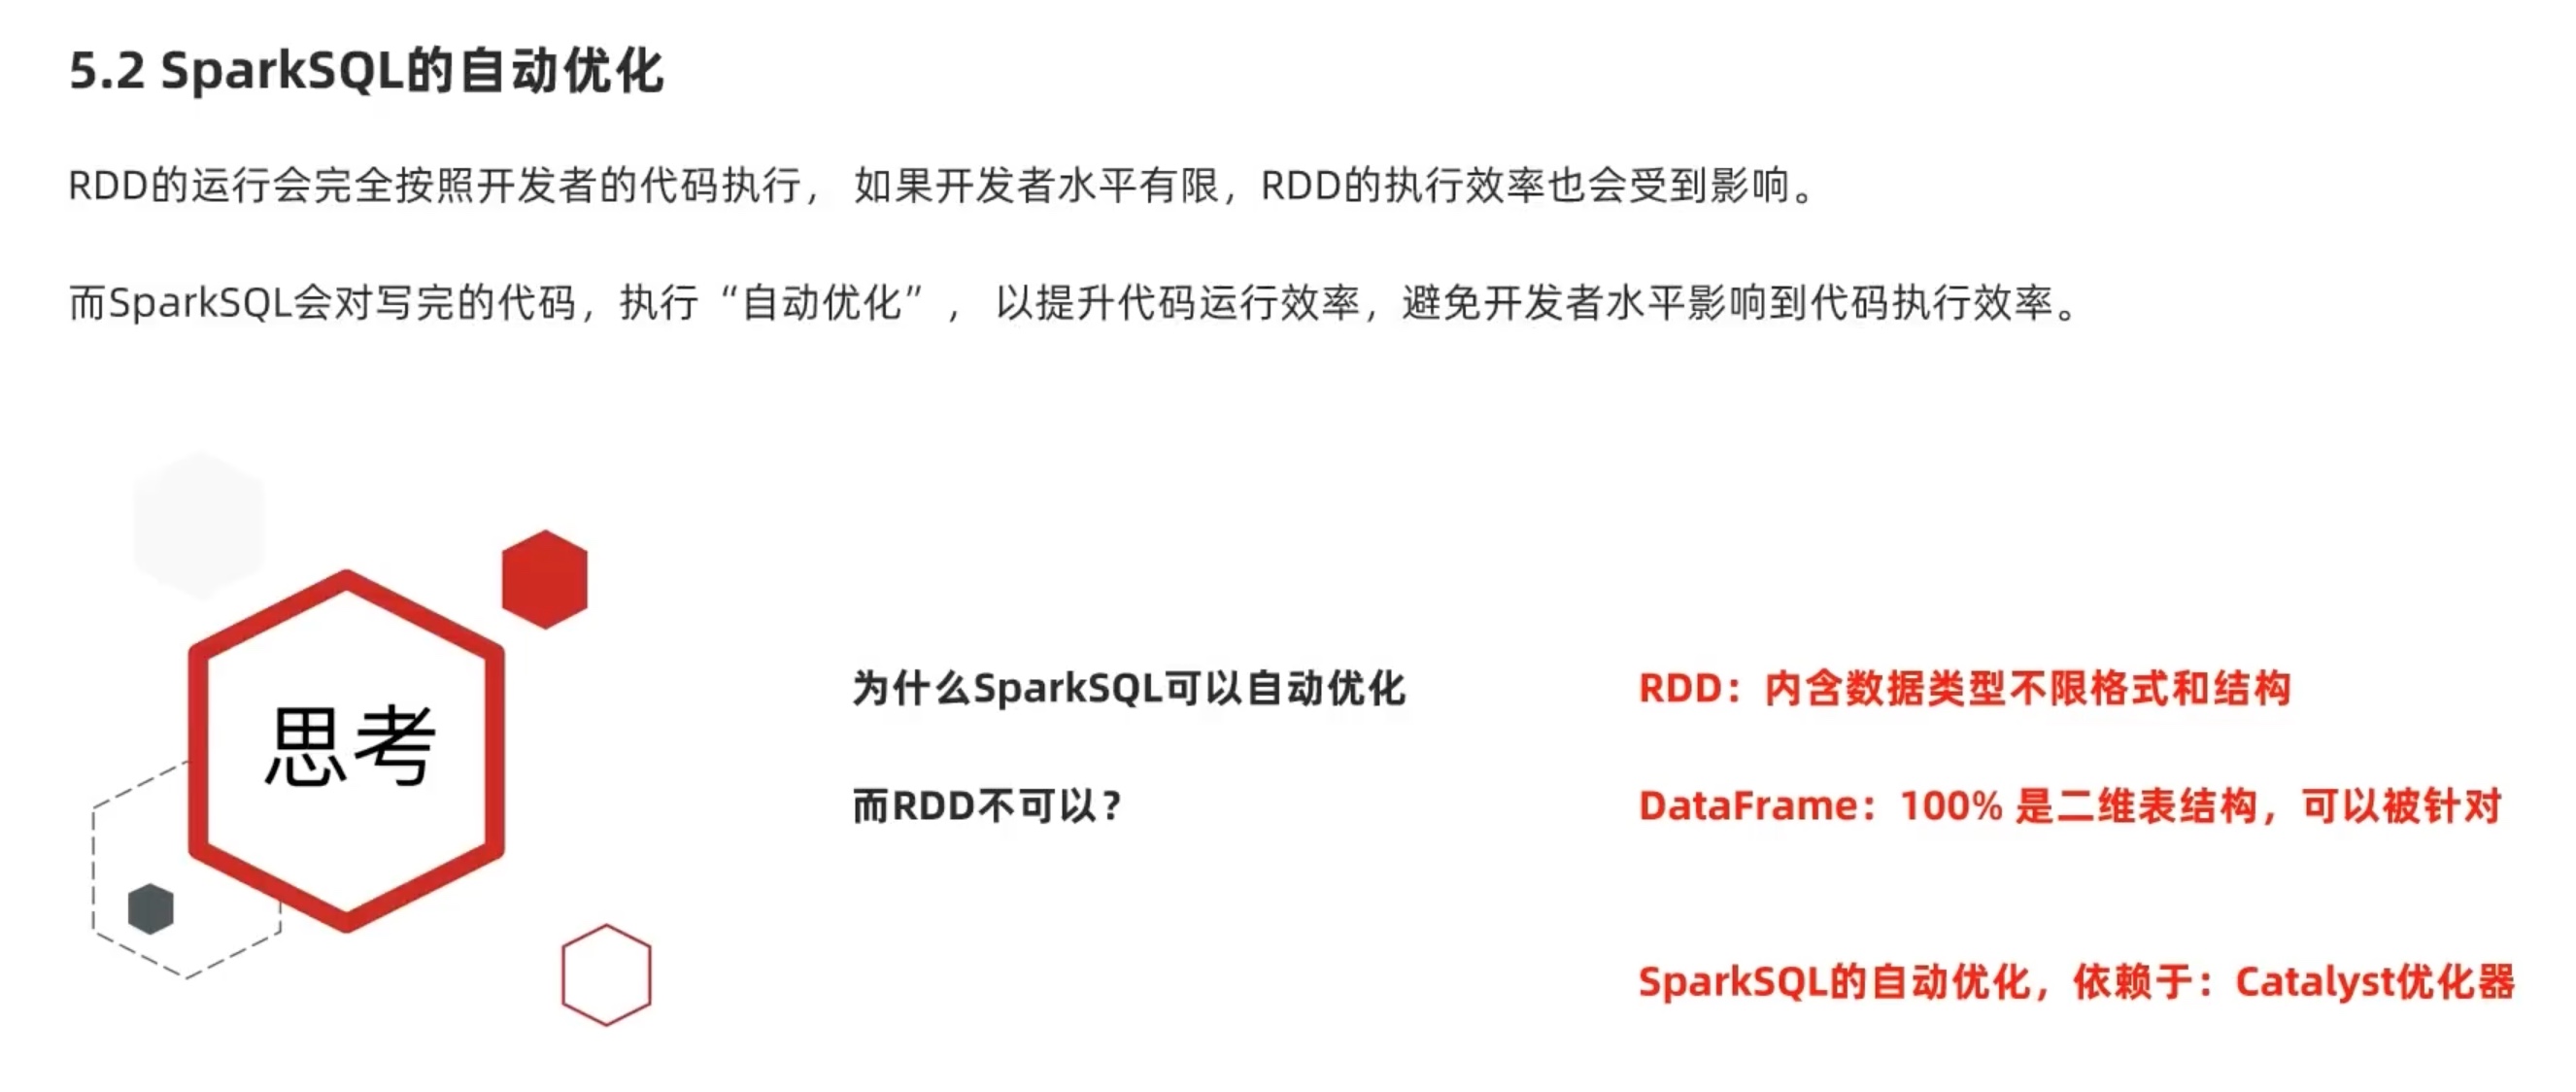 5.2 SparkSQL的自动优化
RDD的运行会完全按照开发者的代码执行， 如果开发者水平有限，RDD的执行效率也会受到影响。
而SparkSQL会对写完的代码，执行“自动优化”， 以提升代码运行效率，避免开发者水平影响到代码执行效率。
思考
为什么SparkSQL可以自动优化
而RDD不可以？
RDD：内含数据类型不限格式和结构
DataFrame：100% 是二维表结构，可以被针对
SparkSQL的自动优化，依赖于：Catalyst优化器